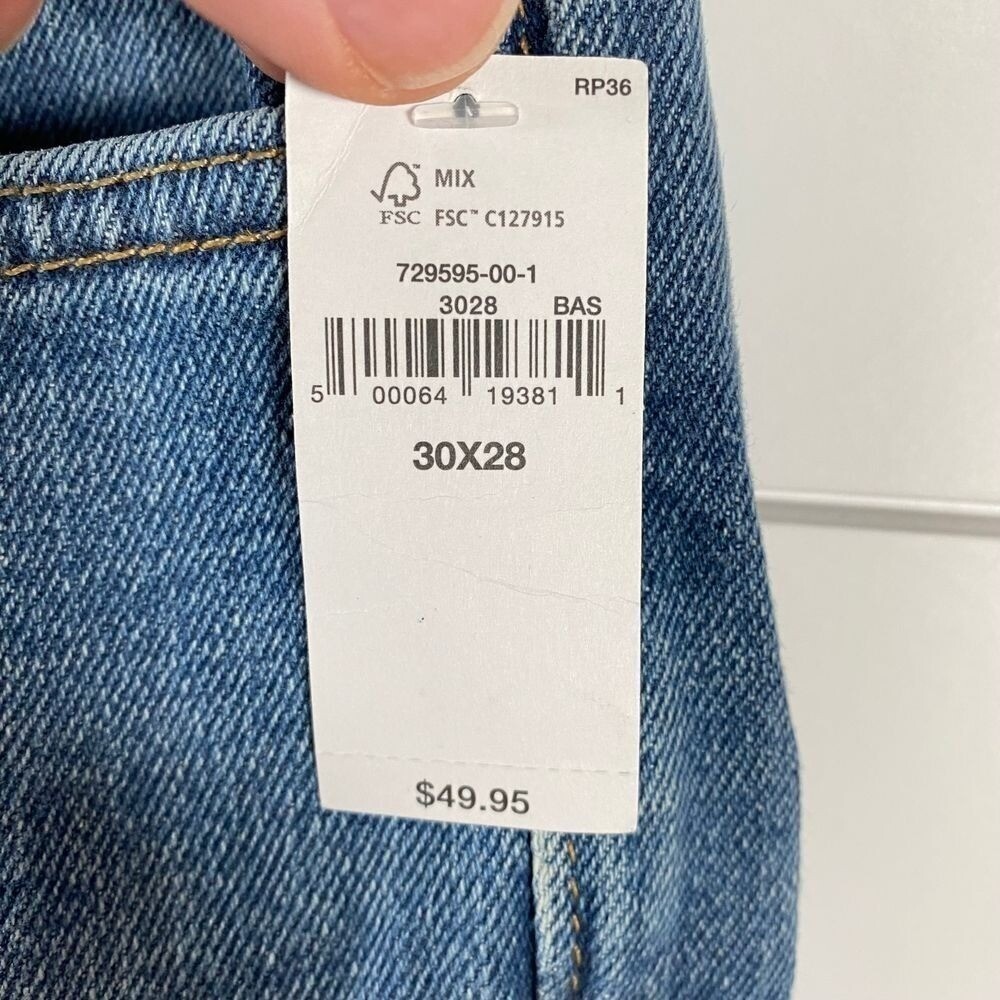 RP36
MIX
FSC FSC™ C127915
729595-00-1
3028 BAS
5 00064 19381 1
30X28
$49.95